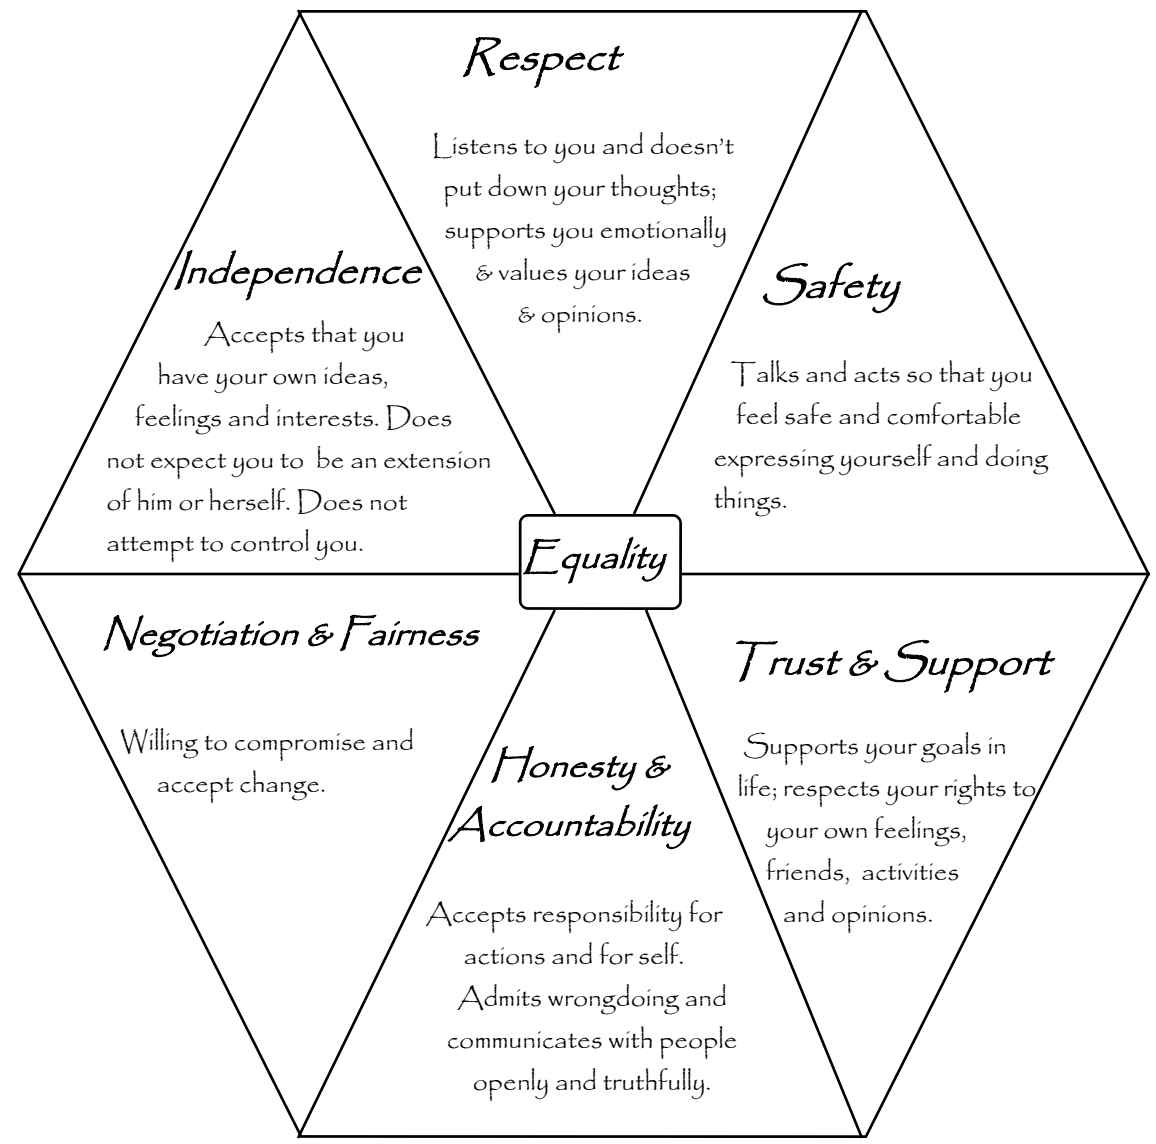 Respect
Listens to you and doesn't
put down your thoughts;
supports you emotionally
& values your ideas
& opinions.
Independence
Accepts that you
have your own ideas,
feelings and interests. Does
not expect you to be an extension
of him or herself. Does not
attempt to control you.
Safety
Talks and acts so that you
feel safe and comfortable
expressing yourself and doing
things.
Equality
Negotiation & Fairness
Willing to compromise and
accept change.
Honesty &
Accountability
Accepts responsibility for
actions and for self.
Admits wrongdoing and
communicates with people
openly and truthfully.
Trust & Support
Supports your goals in
life; respects your rights to
your own feelings,
friends, activities
and opinions.